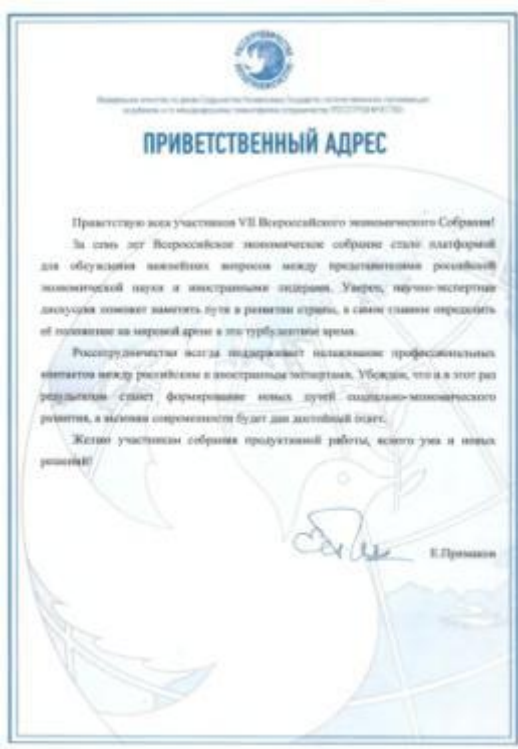 РОССОТРУДНИЧЕСТВО
ПРИВЕТСТВЕННЫЙ АДРЕС
Приветствую всех участников VII Всероссийского экономического Собрания!
За семь лет Всероссийское экономическое собрание стало платформой
для обсуждения важнейших вопросов между представителями российской
экономической науки и иностранными лидерами. Уверен, научно-экспертная
дискуссия поможет наметить пути в развитии страны, а самое главное определить
её положение на мировой арене в это турбулентное время.
Россотрудничество всегда поддерживает налаживание профессиональных
контактов между российскими и иностранными экспертами. Убежден, что и в этот раз
результатом станет формирование новых путей социально-экономического
развития, а вызовам современности будет дан достойный ответ.
Желаю участникам собрания продуктивной работы, ясного ума и новых
решений!
Е.Примаков